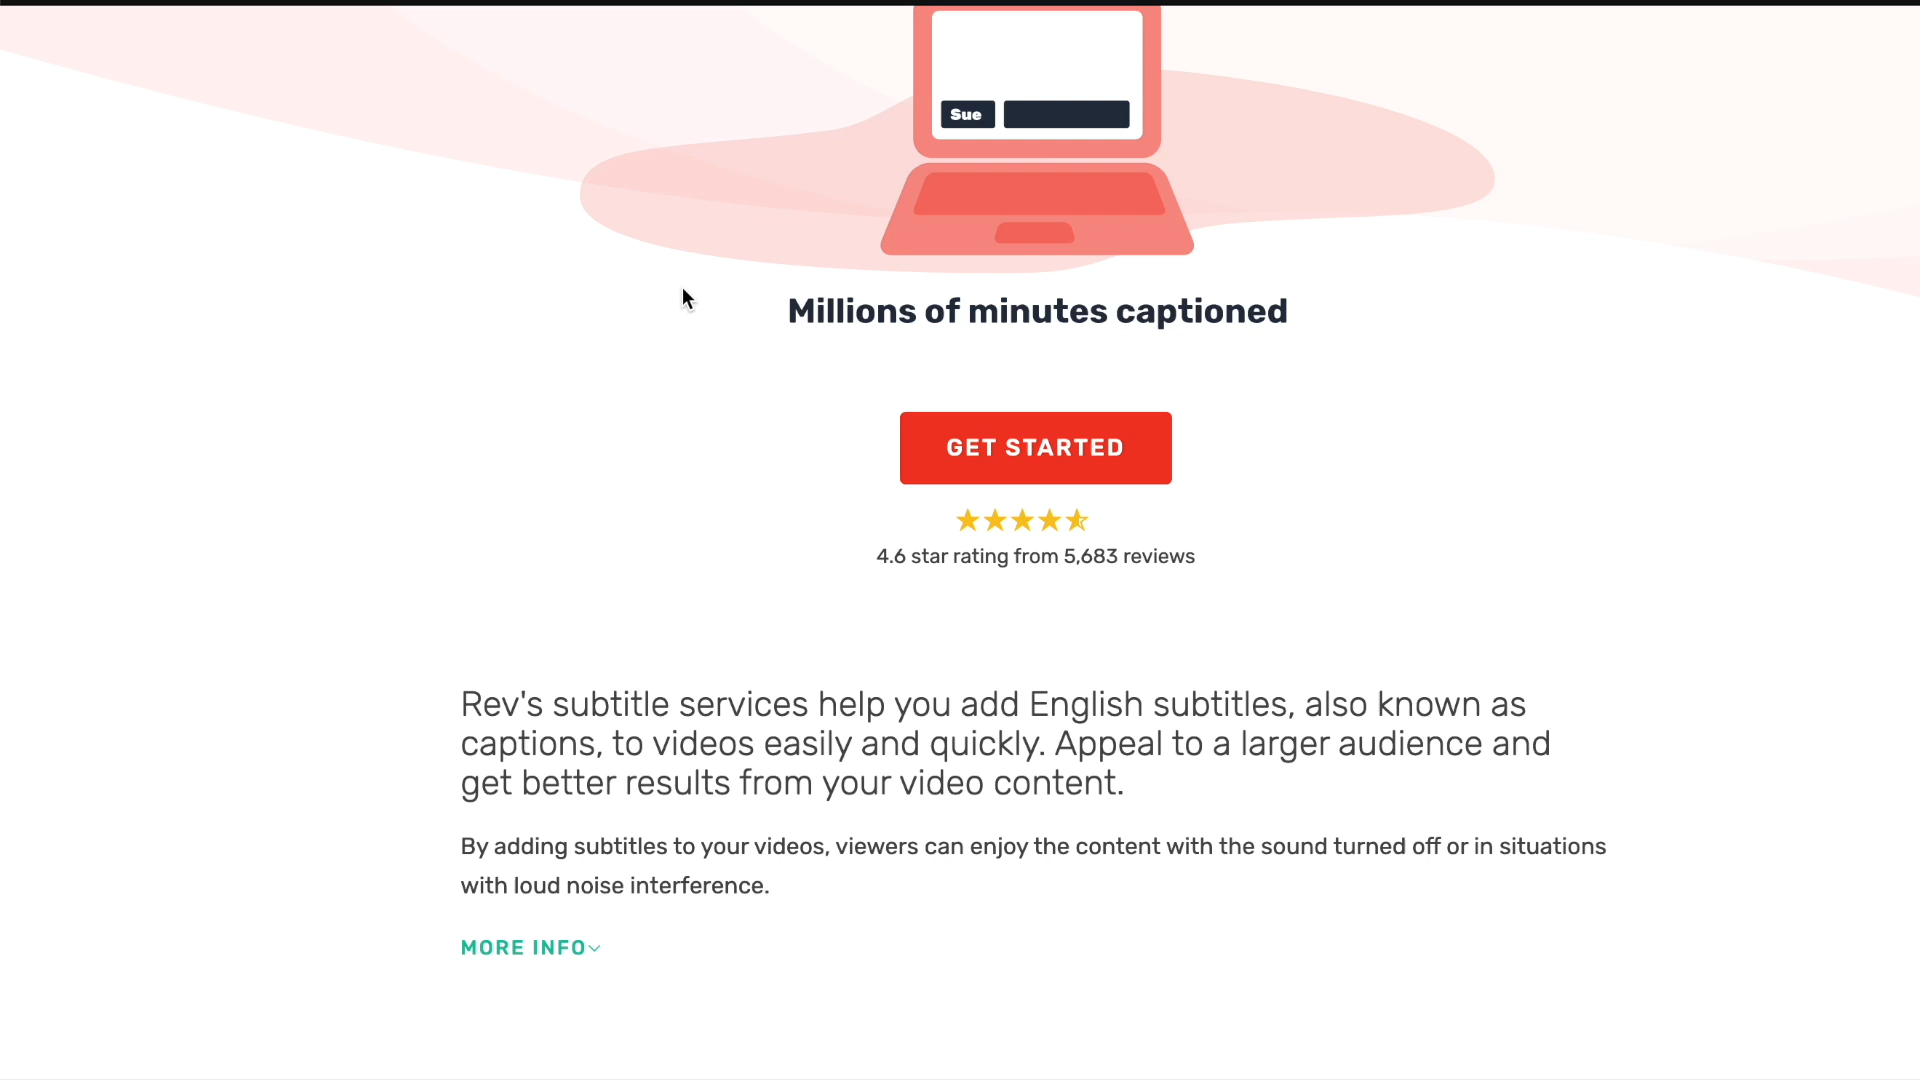 Sue
Millions of minutes captioned
GET STARTED
4.6 star rating from 5,683 reviews
Rev's subtitle services help you add English subtitles, also known as
captions, to videos easily and quickly. Appeal to a larger audience and
get better results from your video content.
By adding subtitles to your videos, viewers can enjoy the content with the sound turned off or in situations
with loud noise interference.
MORE INFO